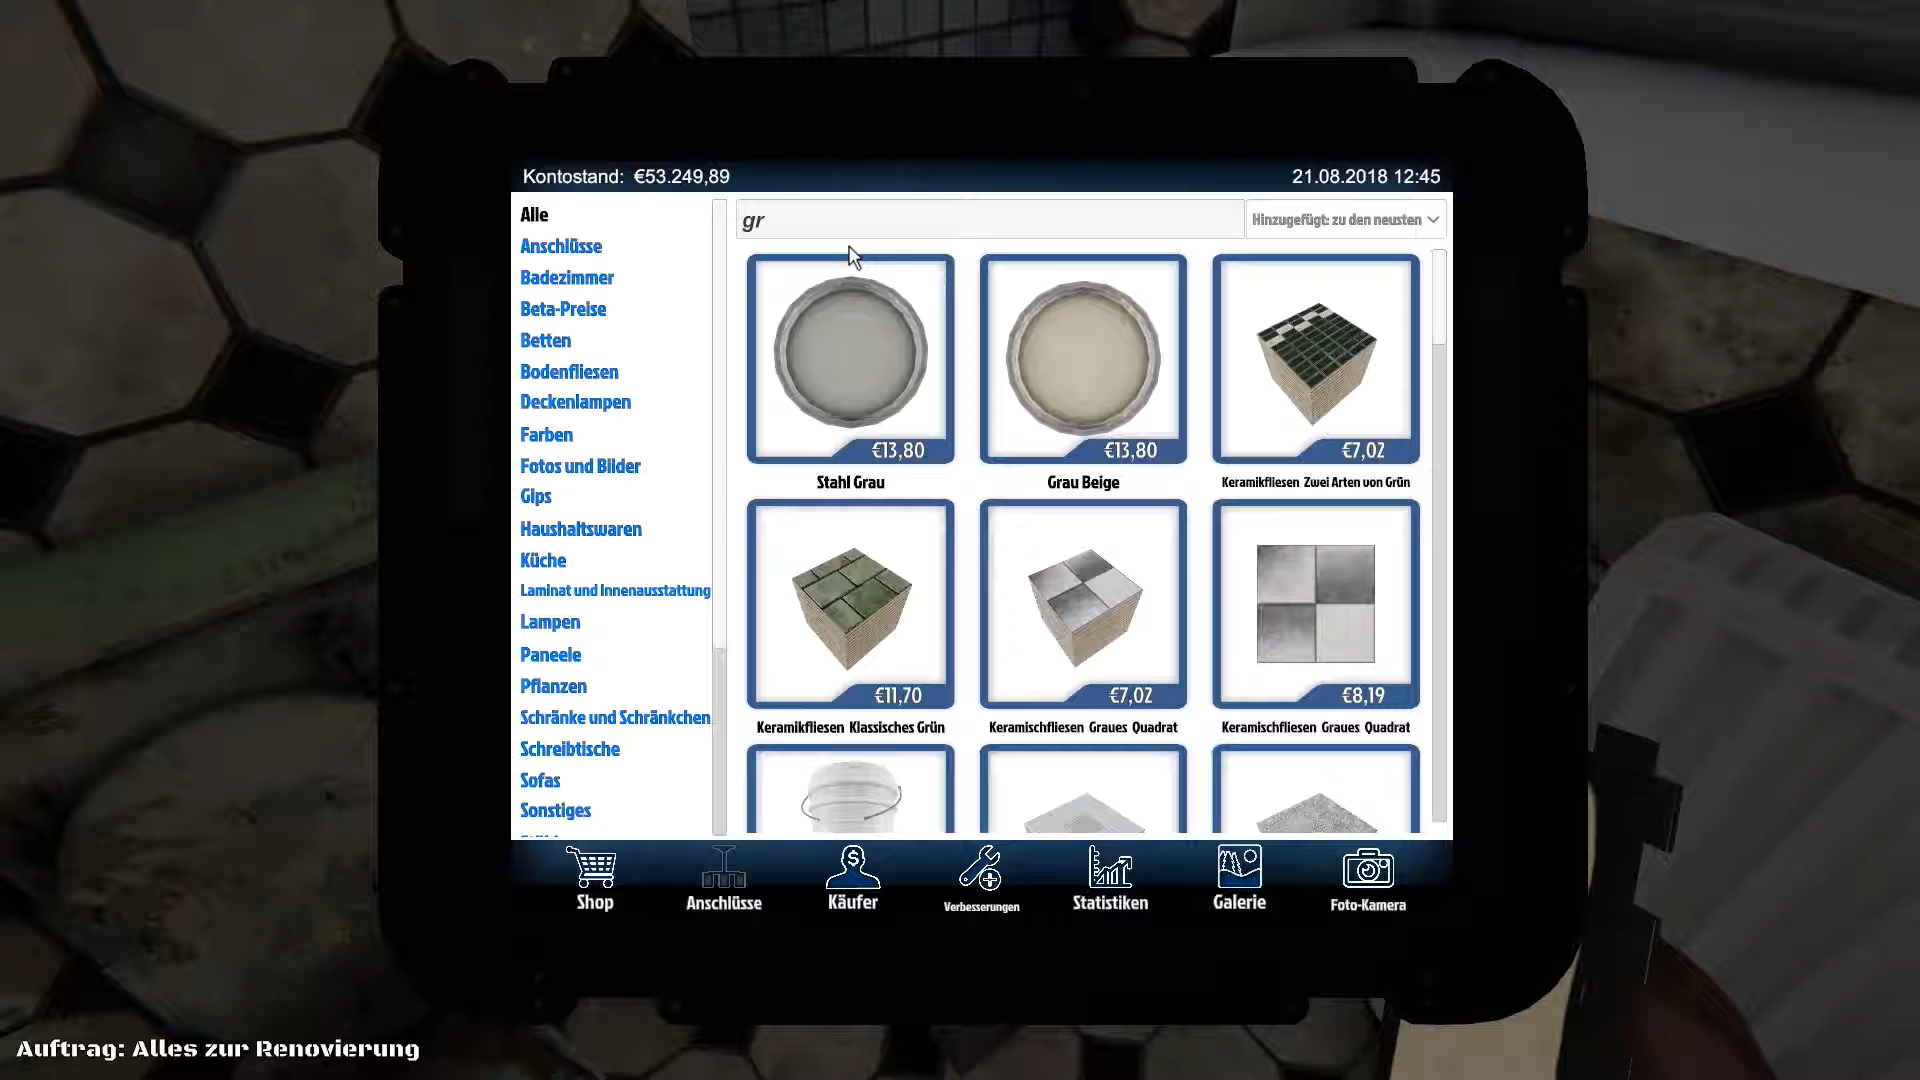 Kontostand: €53.249,89
21.08.2018 12:45
Alle
Anschlüsse
Badezimmer
Beta-Preise
Betten
Bodenfliesen
Deckenlampen
Farben
Fotos und Bilder
Gips
Haushaltswaren
Küche
Laminat und Innenausstattung
Lampen
Paneele
Pflanzen
Schränke und Schränkchen
Schreibtische
Sofas
Sonstiges
gr
Hinzugefügt: zu den neusten
€13,80
€13,80
€7,02
Stahl Grau
Grau Beige
Keramikfliesen Zwei Arten von Grün
€11,70
€7,02
€8,19
Keramikfliesen Klassisches Grün
Keramischfliesen Graues Quadrat
Keramischfliesen Graues Quadrat
Shop
Anschlüsse
Käufer
Verbesserungen
Statistiken
Galerie
Foto-Kamera
Auftrag: Alles zur Renovierung